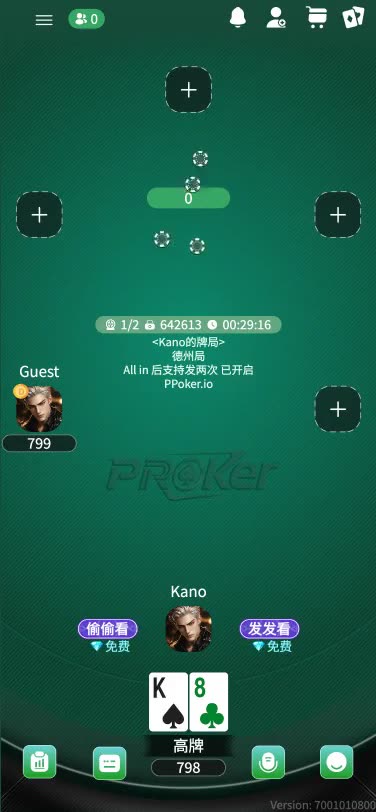 0
0
1/2 642613 00:29:16
<Kano的牌局>
德州局
All in 后支持发两次 已开启
PPoker.io
Guest
D
799
PROKer
Kano
偷偷看
免费
发发看
免费
K 8
高牌
798
Version: 7001010800